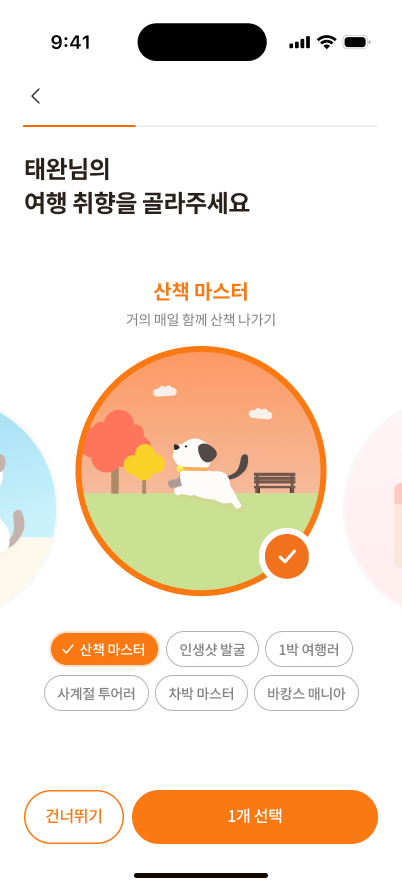 9:41
태완님의
여행 취향을 골라주세요
산책 마스터
거의 매일 함께 산책 나가기
산책 마스터 인생샷 발굴 1박 여행러
사계절 투어러 차박 마스터 바캉스 매니아
건너뛰기 1개 선택